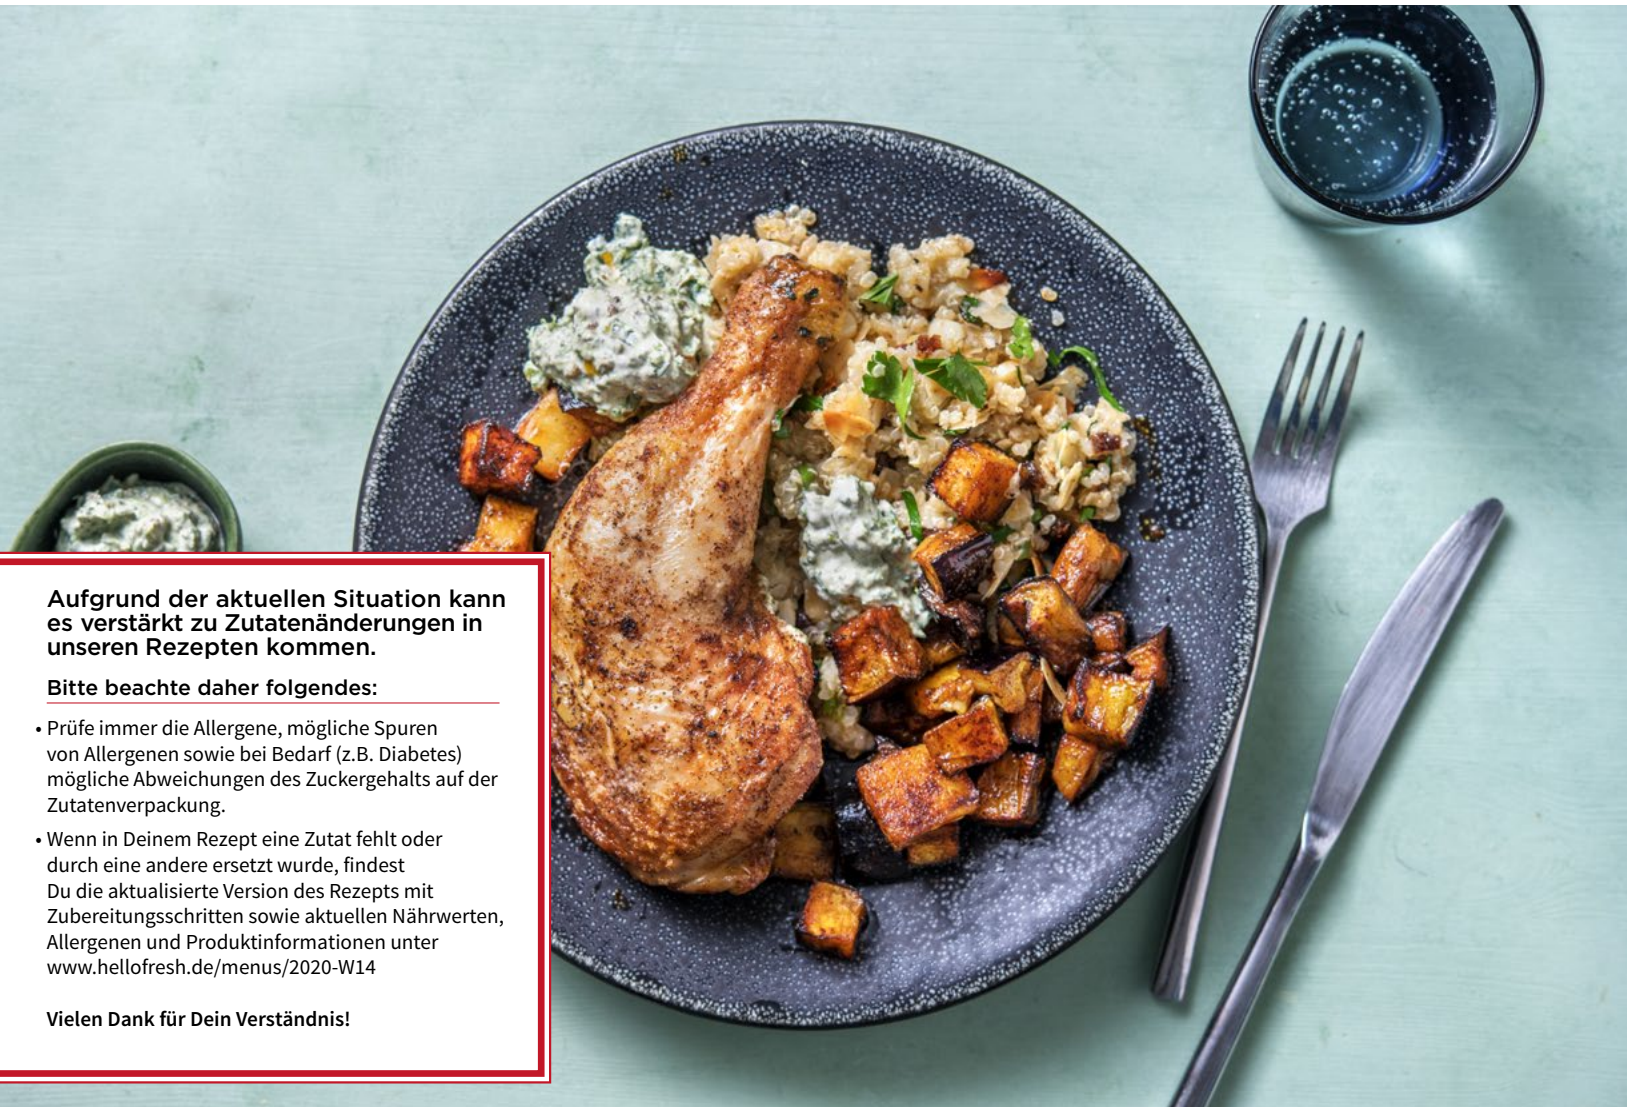 Aufgrund der aktuellen Situation kann
es verstärkt zu Zutatenänderungen in
unseren Rezepten kommen.
Bitte beachte daher folgendes:
• Prüfe immer die Allergene, mögliche Spuren
von Allergenen sowie bei Bedarf (z.B. Diabetes)
mögliche Abweichungen des Zuckergehalts auf der
Zutatenverpackung.
• Wenn in Deinem Rezept eine Zutat fehlt oder
durch eine andere ersetzt wurde, findest
Du die aktualisierte Version des Rezepts mit
Zubereitungsschritten sowie aktuellen Nährwerten,
Allergenen und Produktinformationen unter
www.hellofresh.de/menus/2020-W14
Vielen Dank für Dein Verständnis!